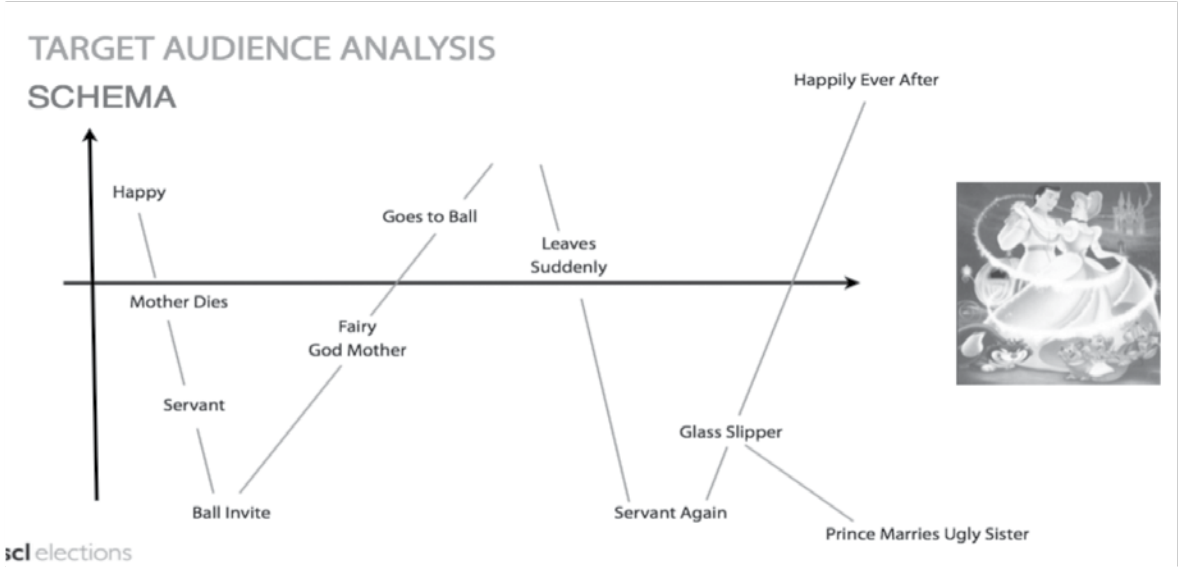 TARGET AUDIENCE ANALYSIS
SCHEMA
Happily Ever After
Happy
Goes to Ball
Leaves
Suddenly
Mother Dies
Fairy
God Mother
Servant
Glass Slipper
Ball Invite
Servant Again
Prince Marries Ugly Sister
scl elections